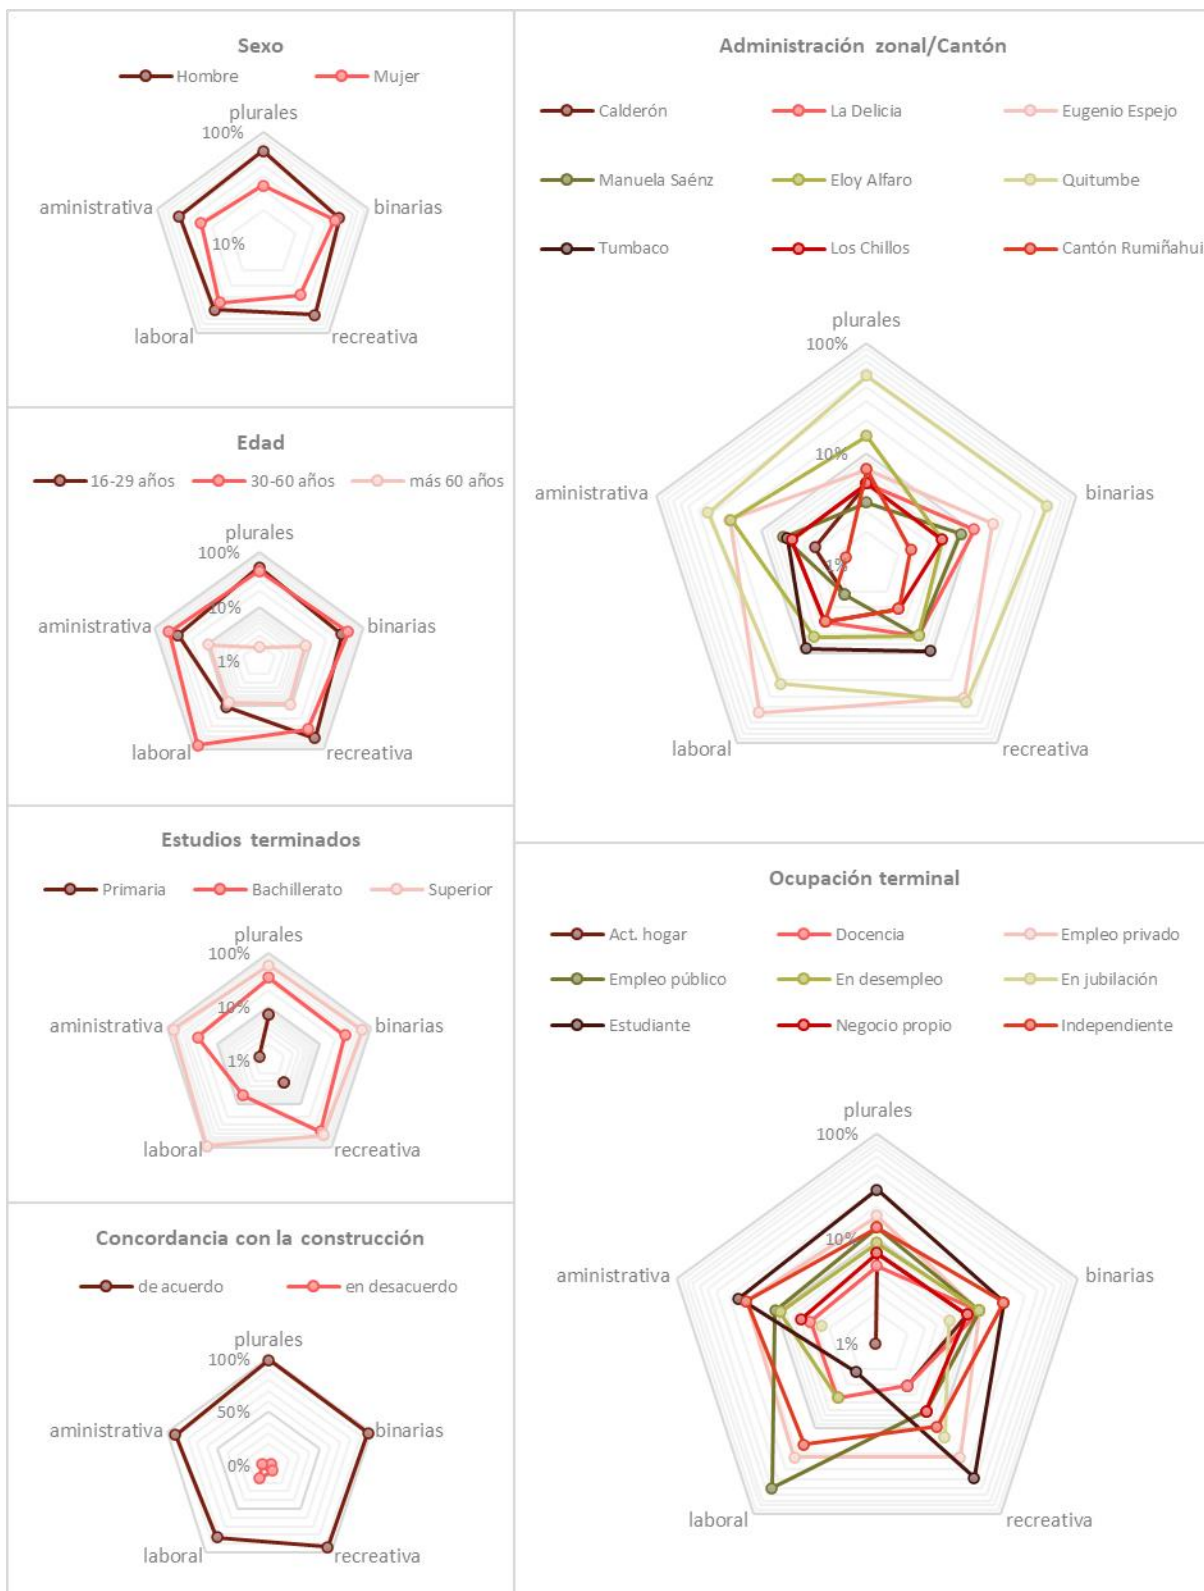 Sexo
Hombre Mujer
plurales
100%
aministrativa binarias
10%
laboral recreativa
Edad
16-29 años 30-60 años más 60 años
plurales
100%
10%
aministrativa binarias
1%
laboral recreativa
Estudios terminados
Primaria Bachillerato Superior
plurales
100%
10%
aministrativa binarias
1%
laboral recreativa
Concordancia con la construcción
de acuerdo en desacuerdo
plurales
100%
50%
aministrativa binarias
0%
laboral recreativa
Administración zonal/Cantón
Calderón La Delicia Eugenio Espejo
Manuela Saénz Eloy Alfaro Quitumbe
Tumbaco Los Chillos Cantón Rumiñahui
plurales
100%
10%
aministrativa binarias
1%
laboral recreativa
Ocupación terminal
Act. hogar Docencia Empleo privado
Empleo público En desempleo En jubilación
Estudiante Negocio propio Independiente
plurales
100%
10%
aministrativa binarias
1%
laboral recreativa